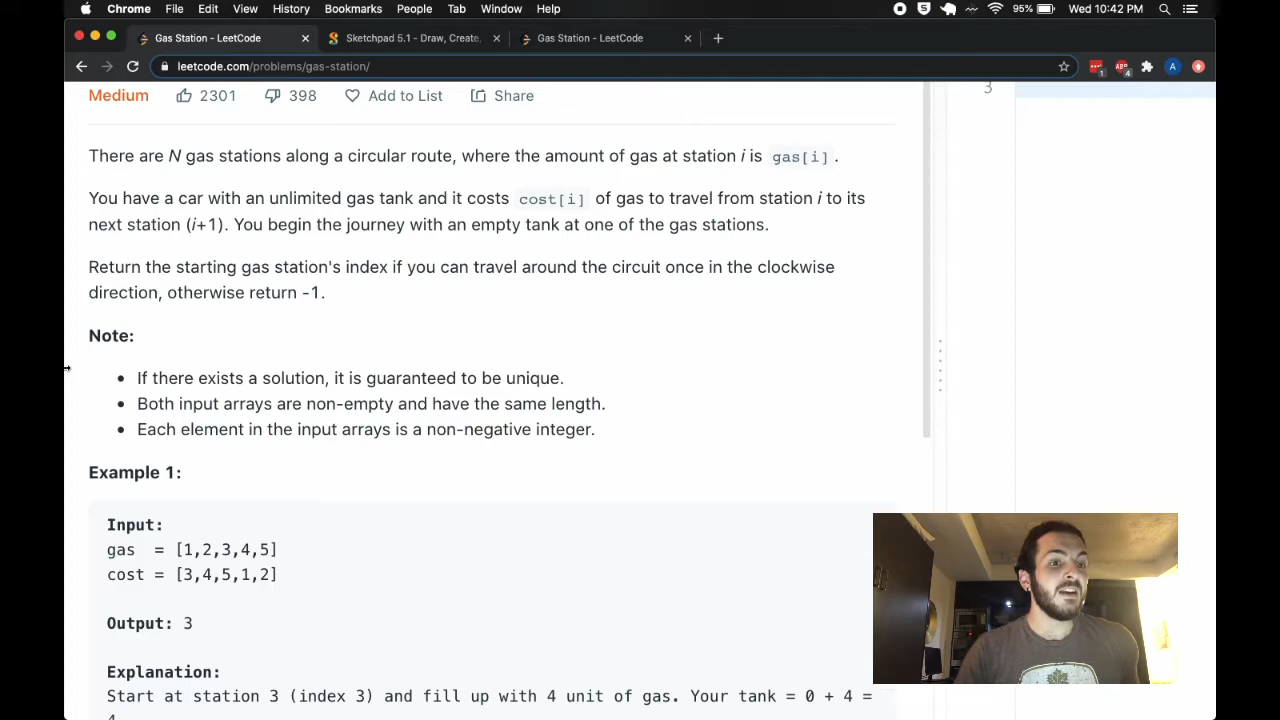 Chrome File Edit View History Bookmarks People Tab Window Help 95% Wed 10:42 PM
Gas Station - LeetCode Sketchpad 5.1 - Draw, Create, Gas Station - LeetCode
leetcode.com/problems/gas-station/
Medium 2301 398 Add to List Share
3
There are N gas stations along a circular route, where the amount of gas at station i is gas[i] .
You have a car with an unlimited gas tank and it costs cost[i] of gas to travel from station i to its
next station (i+1). You begin the journey with an empty tank at one of the gas stations.
Return the starting gas station's index if you can travel around the circuit once in the clockwise
direction, otherwise return -1.
Note:
• If there exists a solution, it is guaranteed to be unique.
• Both input arrays are non-empty and have the same length.
• Each element in the input arrays is a non-negative integer.
Example 1:
Input:
gas = [1,2,3,4,5]
cost = [3,4,5,1,2]
Output: 3
Explanation:
Start at station 3 (index 3) and fill up with 4 unit of gas. Your tank = 0 + 4 =